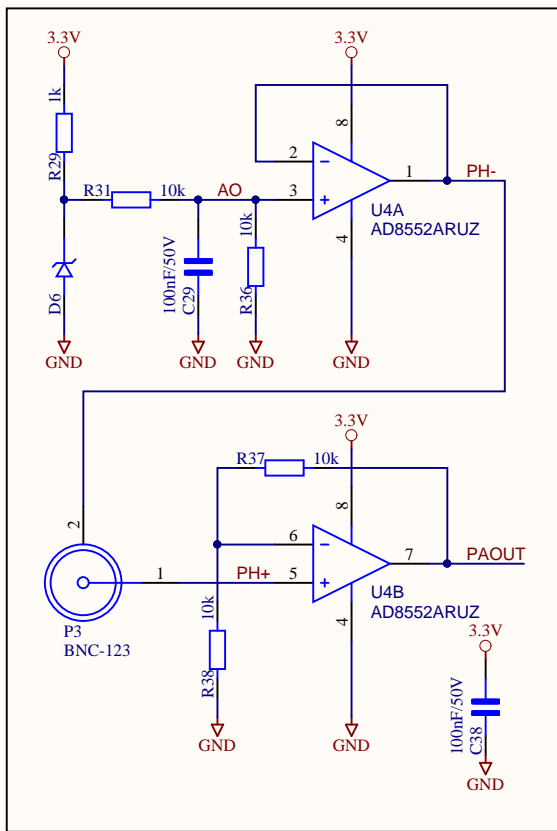 3.3V
3.3V
1k
R29
8
2
R31
10k
AO
3
1
PH-
10k
U4A
AD8552ARUZ
100nF/50V
C29
R36
4
D6
GND
GND
GND
GND
3.3V
R37
10k
8
2
6
7
PAOUT
1
PH+
5
10k
U4B
AD8552ARUZ
P3
BNC-123
4
3.3V
R38
100nF/50V
C38
GND
GND
GND